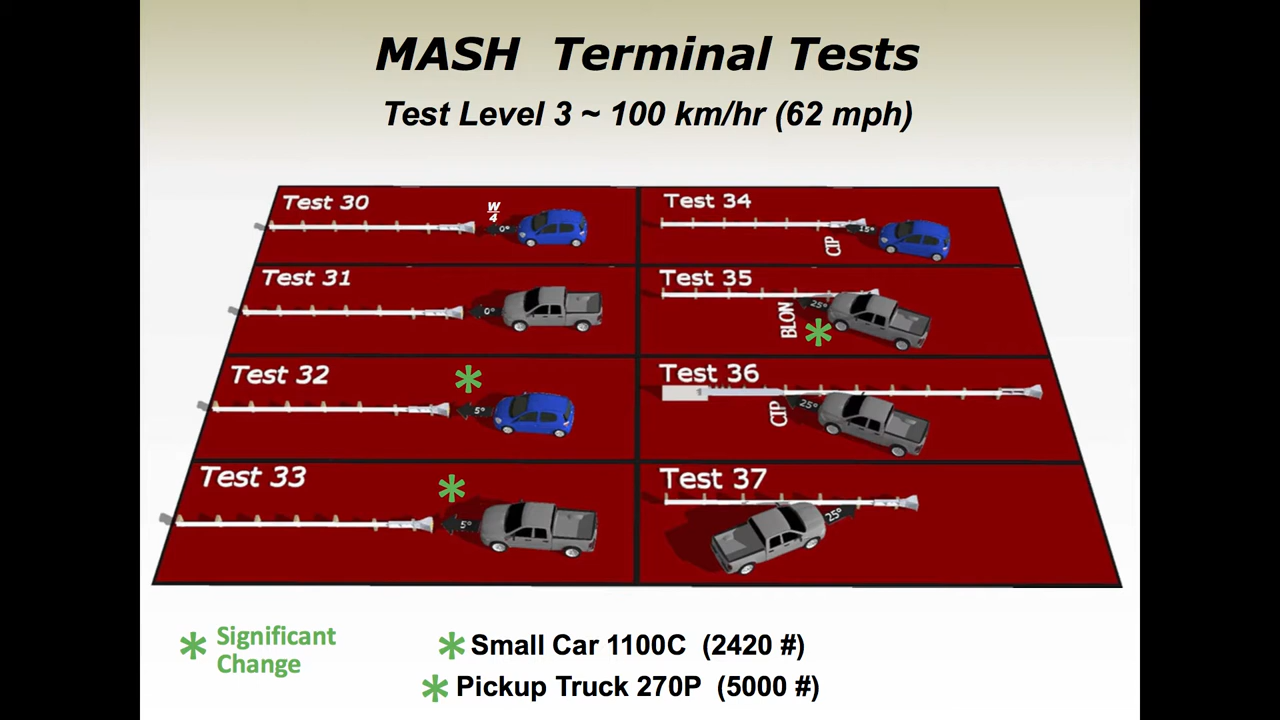 MASH Terminal Tests
Test Level 3 ~ 100 km/hr (62 mph)
Test 30
W
4
0°
Test 34
15°
CIP
Test 31
0°
Test 35
25°
BLON
*
Test 32
*
5°
Test 36
1
25°
CIP
Test 33
*
5°
Test 37
25°
* Significant
Change
* Small Car 1100C (2420 #)
* Pickup Truck 270P (5000 #)